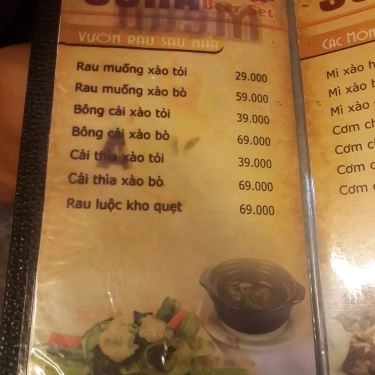 Beer Set
VƯỜN RAU SAU NHÀ
Rau muống xào tỏi 29.000
Rau muống xào bò 59.000
Bông cải xào tỏi 39.000
Bông cải xào bò 69.000
Cải thìa xào tỏi 39.000
Cải thìa xào bò 69.000
Rau luộc kho quẹt 69.000
CÁC MÓN
Mì xào
Mì xào
Mì xào
Cơm
Cơm
Cơm
Cơm